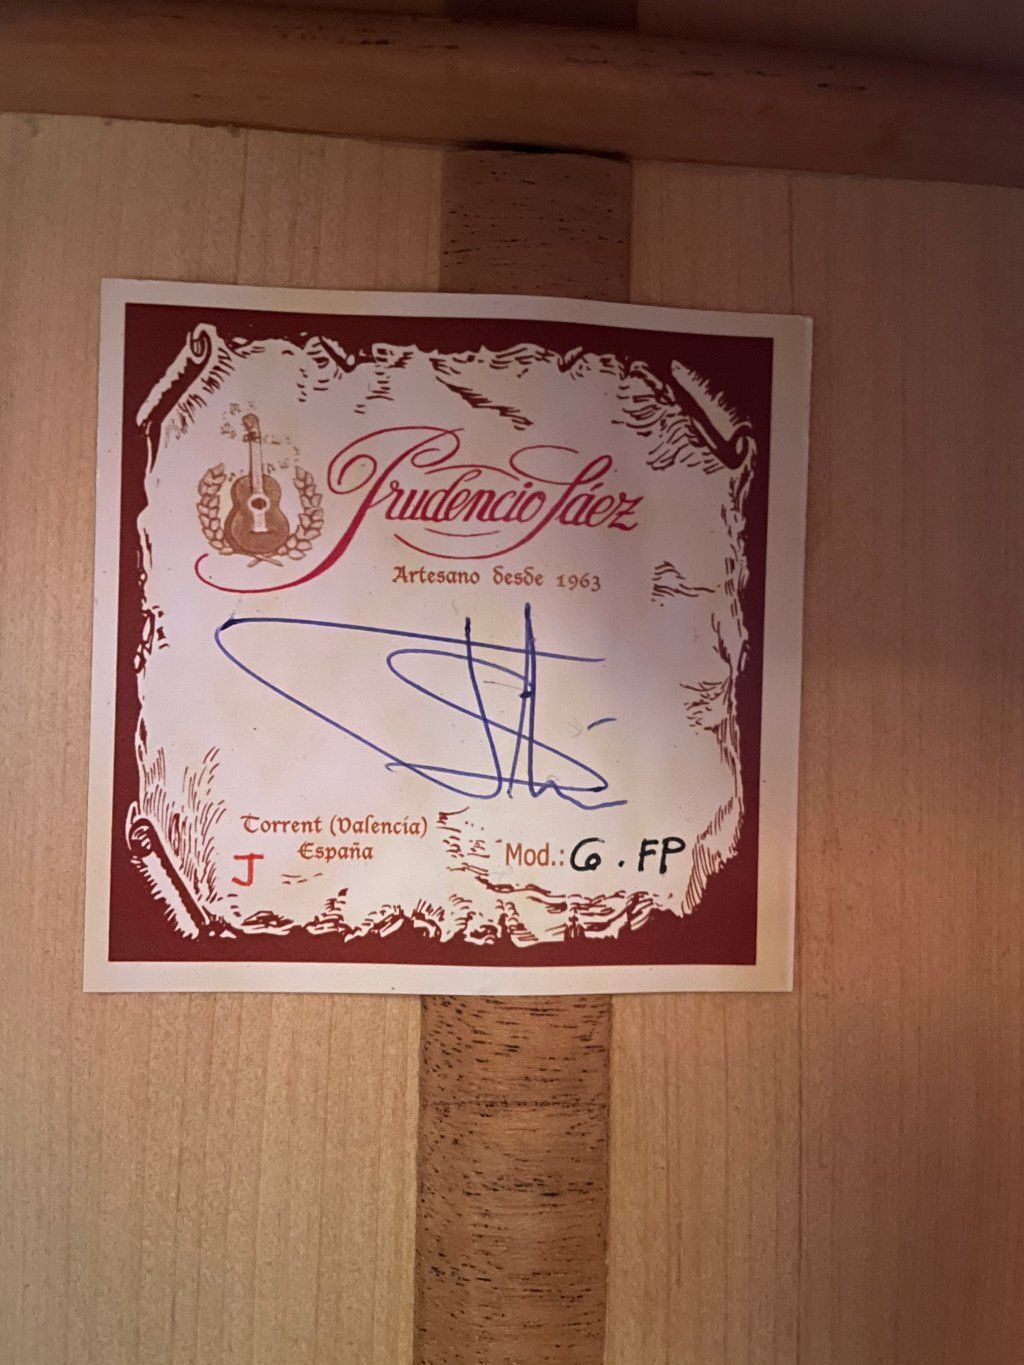 Prudencio Sáez
Artesano desde 1963
Torrent (Valencia)
España
J
Mod.: G.FP